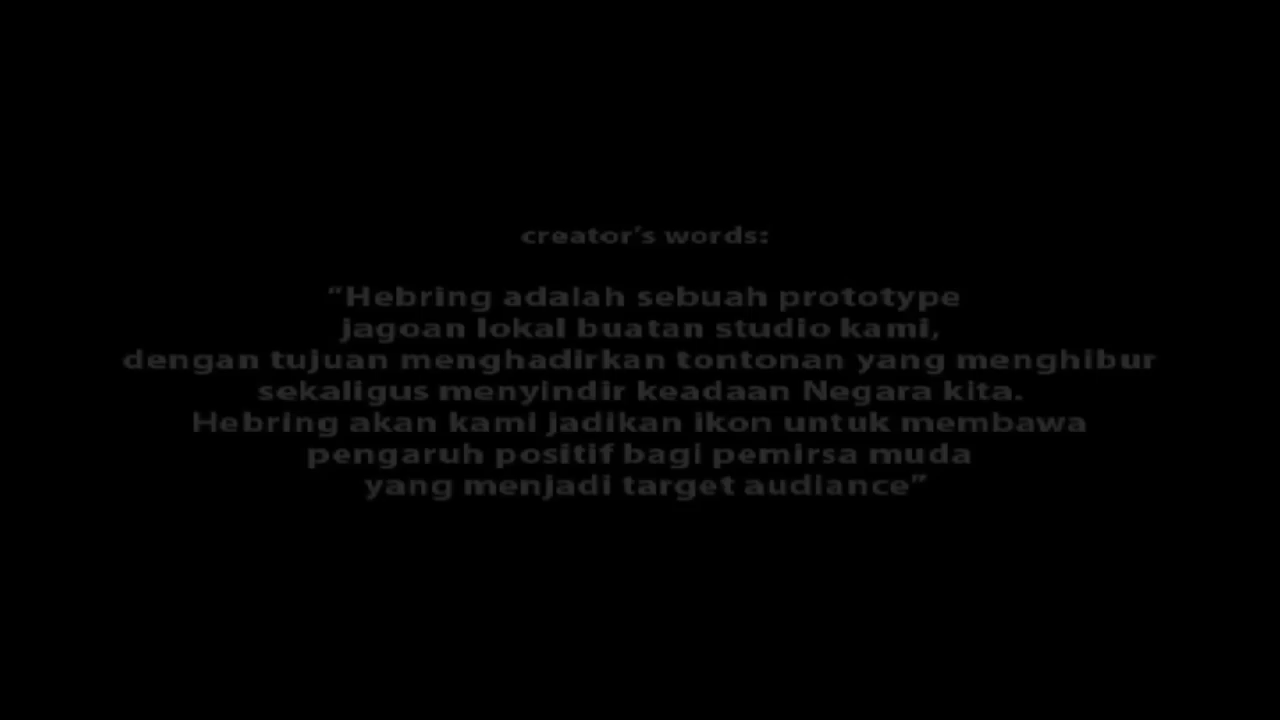 creator's words:
"Hebring adalah sebuah prototype
jagoan lokal buatan studio kami,
dengan tujuan menghadirkan tontonan yang menghibur
sekaligus menyindir keadaan Negara kita.
Hebring akan kami jadikan ikon untuk membawa
pengaruh positif bagi pemirsa muda
yang menjadi target audiance"